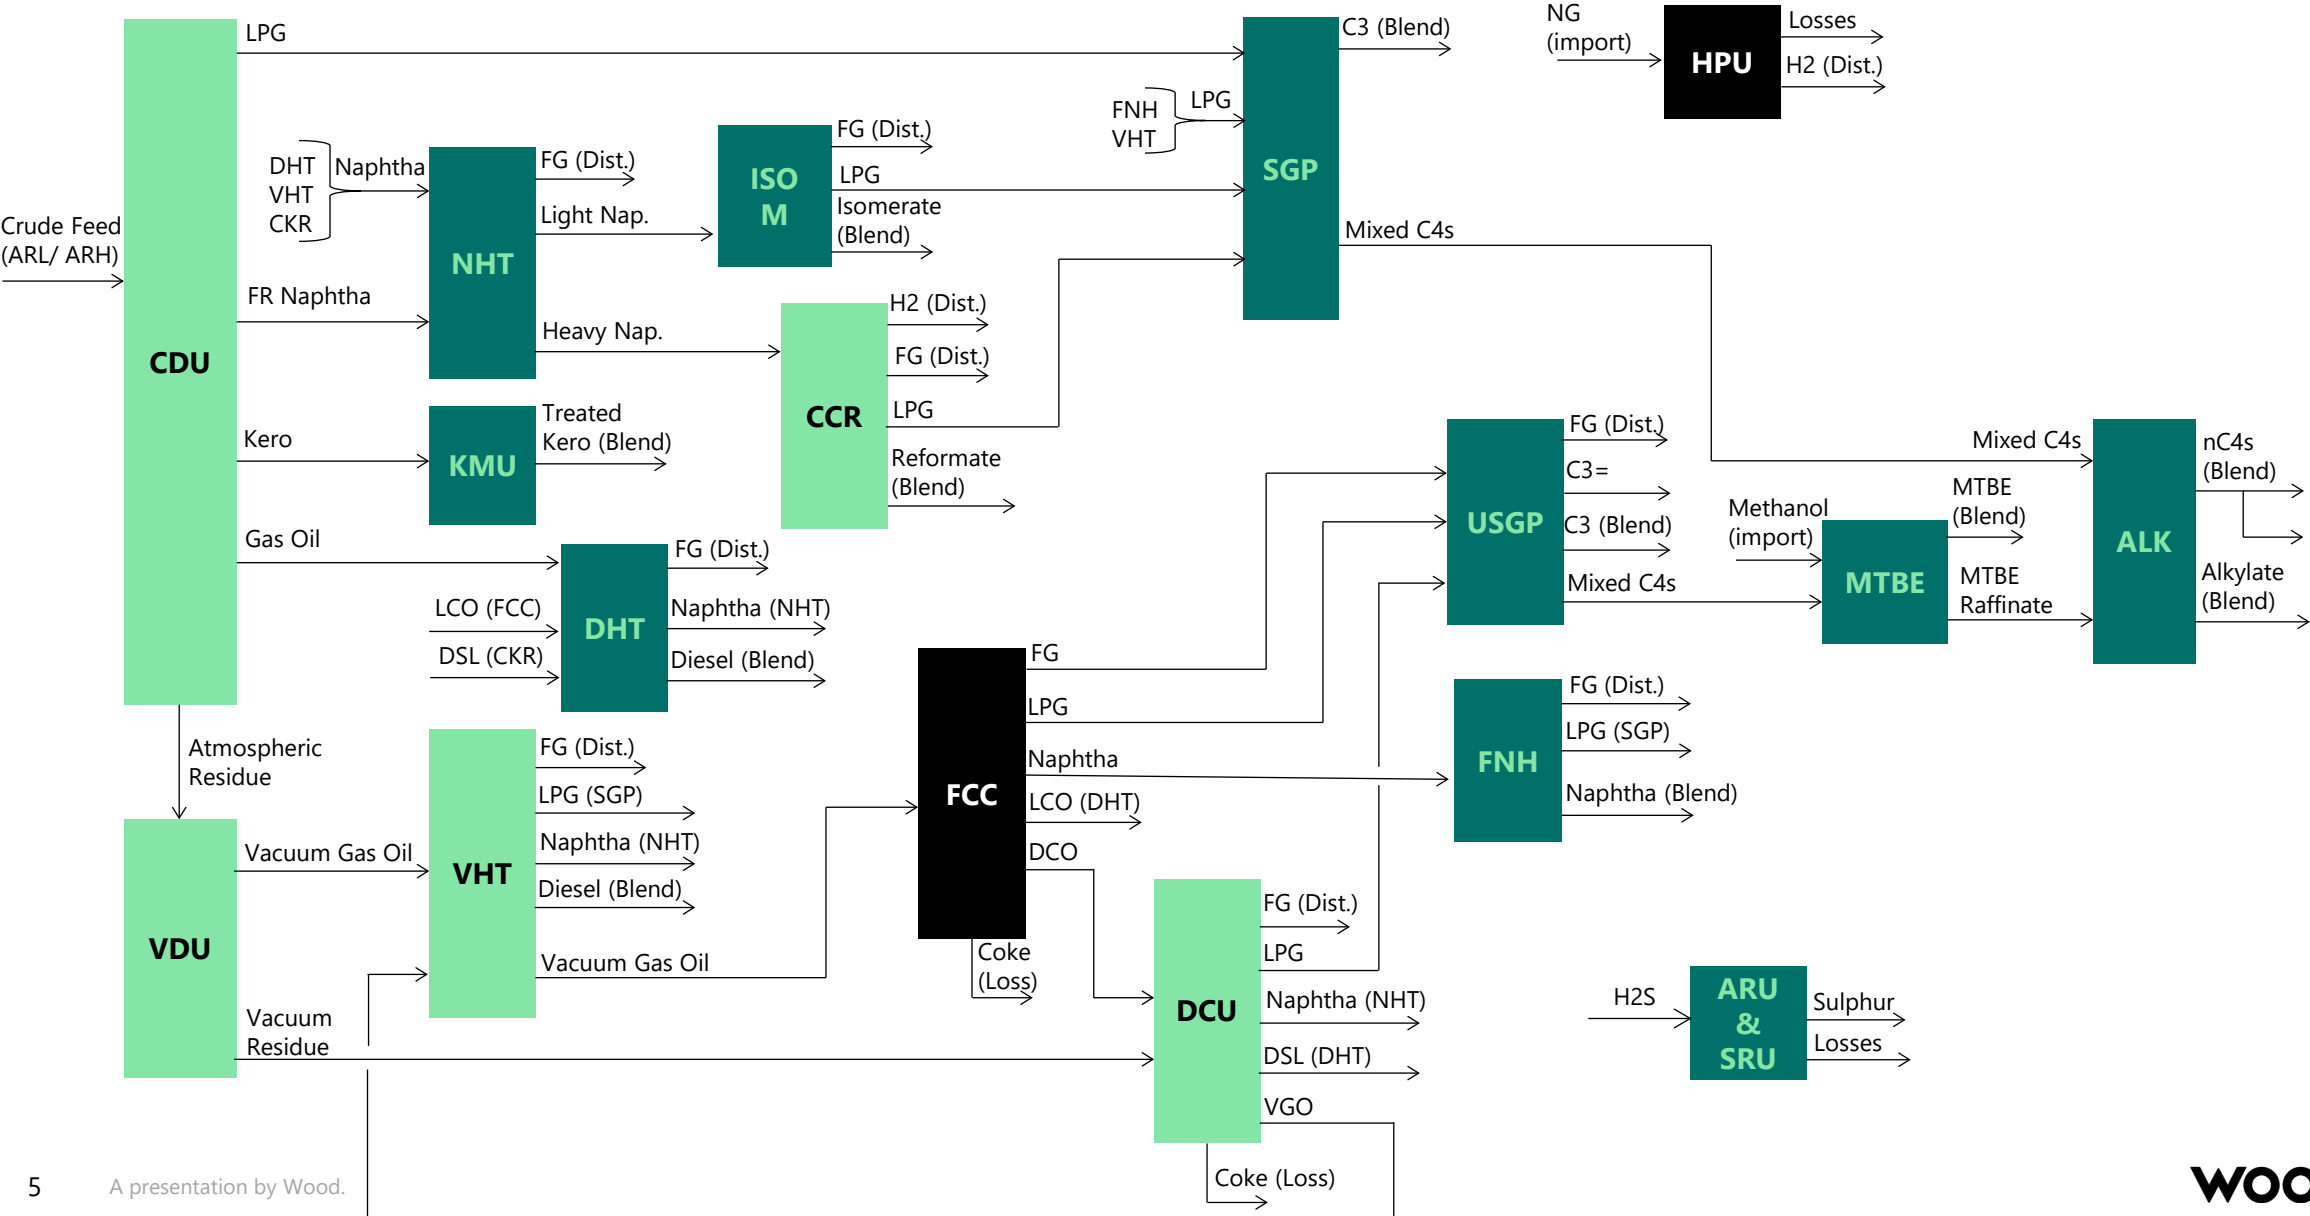 LPG
CDU
Crude Feed
(ARL/ ARH)
FR Naphtha
Kero
Gas Oil
Atmospheric
Residue
DHT
VHT
CKR
Naphtha
NHT
FG (Dist.)
Light Nap.
Heavy Nap.
ISO
M
FG (Dist.)
LPG
Isomerate
(Blend)
KMU
Treated
Kero (Blend)
CCR
H2 (Dist.)
FG (Dist.)
LPG
Reformate
(Blend)
FNH
VHT
LPG
SGP
C3 (Blend)
Mixed C4s
NG
(import)
HPU
Losses
H2 (Dist.)
LCO (FCC)
DSL (CKR)
DHT
FG (Dist.)
Naphtha (NHT)
Diesel (Blend)
USGP
FG (Dist.)
C3=
C3 (Blend)
Mixed C4s
Methanol
(import)
MTBE
MTBE
(Blend)
MTBE
Raffinate
Mixed C4s
ALK
nC4s
(Blend)
Alkylate
(Blend)
VDU
Vacuum Gas Oil
Vacuum
Residue
VHT
FG (Dist.)
LPG (SGP)
Naphtha (NHT)
Diesel (Blend)
Vacuum Gas Oil
FCC
FG
LPG
Naphtha
LCO (DHT)
DCO
Coke
(Loss)
FNH
FG (Dist.)
LPG (SGP)
Naphtha (Blend)
DCU
FG (Dist.)
LPG
Naphtha (NHT)
DSL (DHT)
VGO
Coke (Loss)
H2S
ARU
&
SRU
Sulphur
Losses
5
A presentation by Wood.